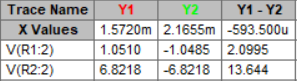 Trace Name Y1 Y2 Y1 - Y2
X Values 1.5720m 2.1655m -593.500u
V(R1:2) 1.0510 -1.0485 2.0995
V(R2:2) 6.8218 -6.8218 13.644